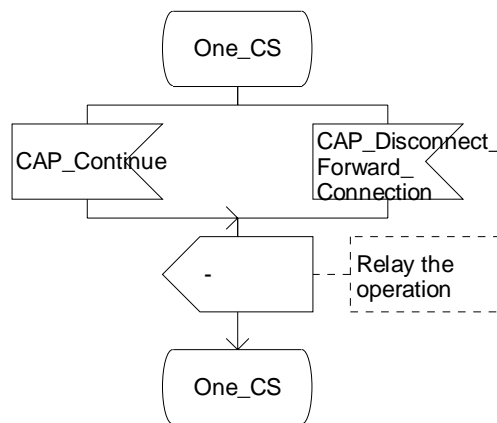 One_CS
CAP_Continue
CAP_Disconnect_
Forward_
Connection
-
Relay the
operation
One_CS